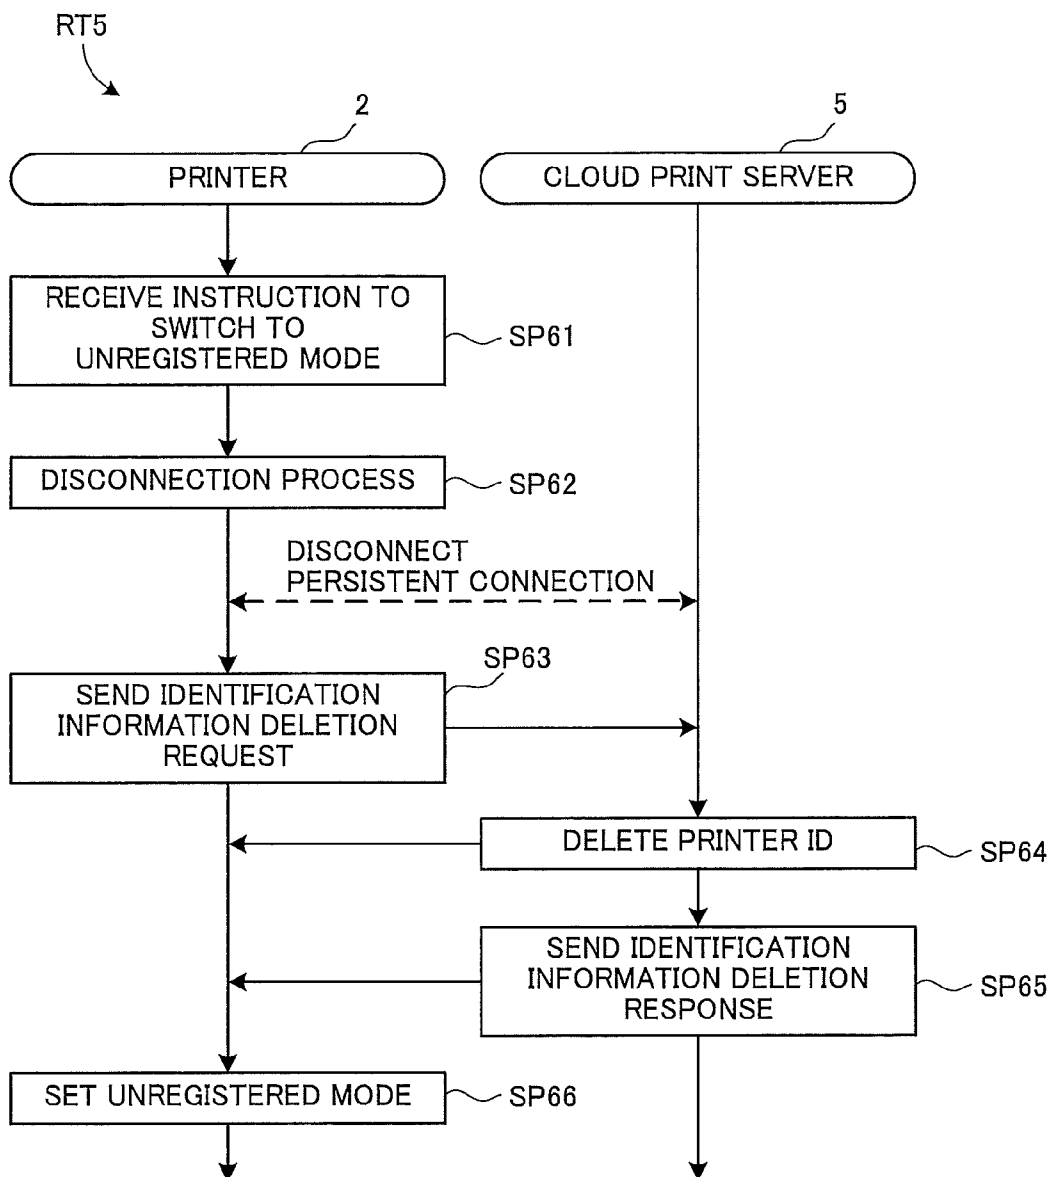 RT5
2
5
PRINTER
CLOUD PRINT SERVER
RECEIVE INSTRUCTION TO
SWITCH TO
UNREGISTERED MODE
SP61
DISCONNECTION PROCESS
SP62
DISCONNECT
PERSISTENT CONNECTION
SP63
SEND IDENTIFICATION
INFORMATION DELETION
REQUEST
DELETE PRINTER ID
SP64
SEND IDENTIFICATION
INFORMATION DELETION
RESPONSE
SP65
SET UNREGISTERED MODE
SP66